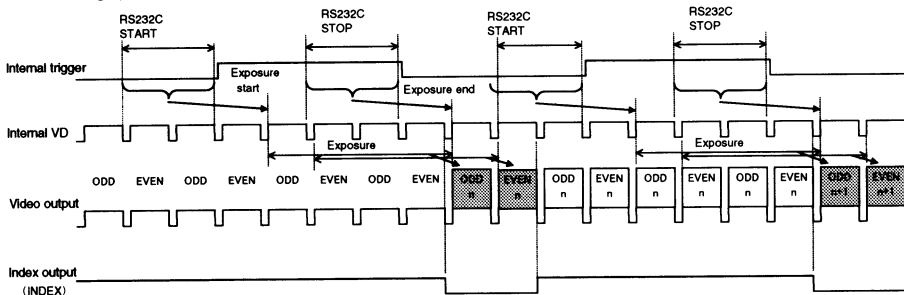 RS232C RS232C RS232C RS232C
START STOP START STOP
Internal trigger
Exposure start
Exposure end
Internal VD
Exposure Exposure
ODD EVEN ODD EVEN ODD EVEN ODD EVEN ODD EVEN ODD EVEN ODD EVEN ODD EVEN ODD EVEN
n n n n n n n n n+1 n+1
Video output
Index output
(INDEX)